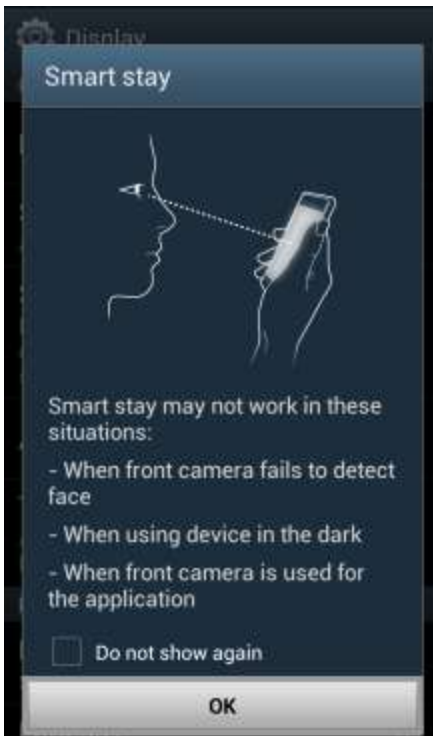 Display
Smart stay
Smart stay may not work in these
situations:
- When front camera fails to detect
face
- When using device in the dark
- When front camera is used for
the application
Do not show again
OK